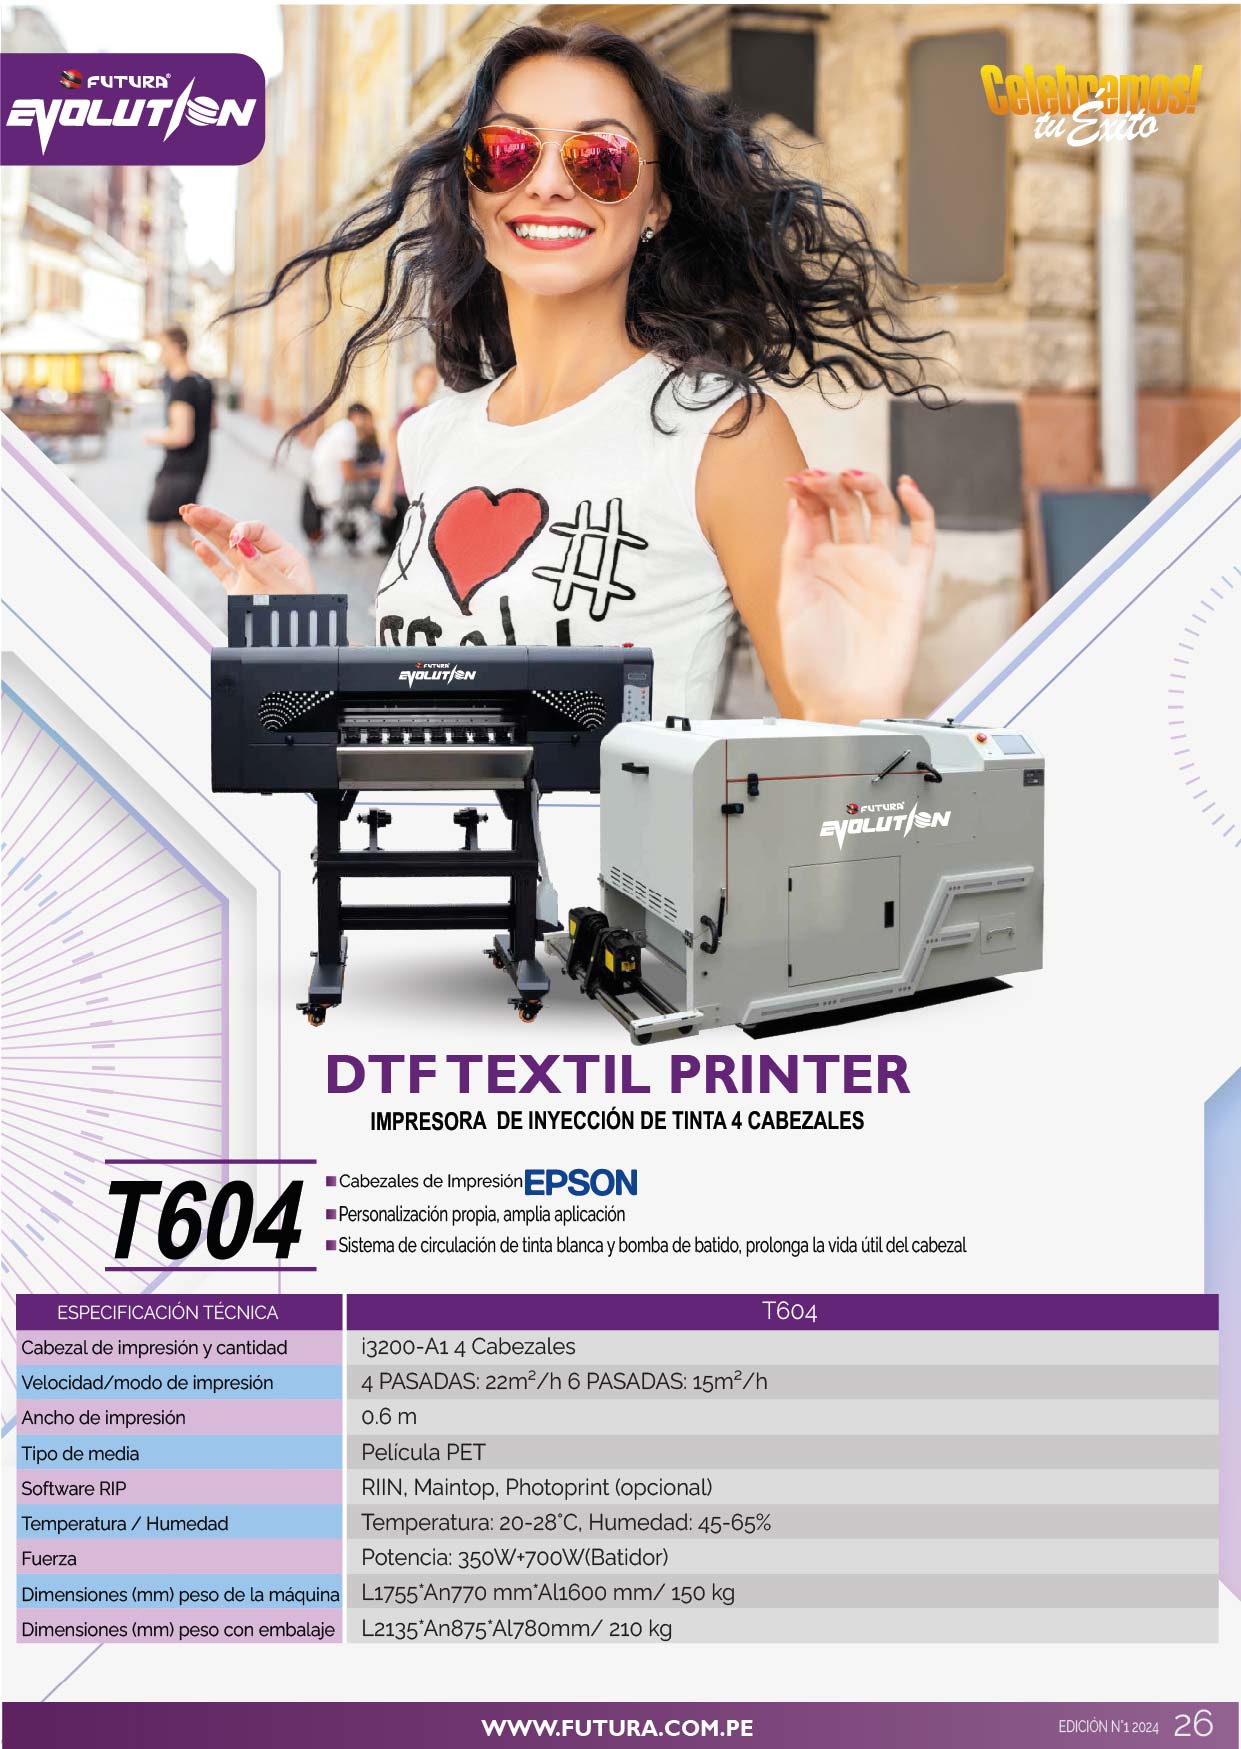 FUTURA®
EVOLUTION
Celebremos!
tu Éxito
I ♥ #
FUTURA
EVOLUTION
FUTURA®
EVOLUTION
DTF TEXTIL PRINTER
IMPRESORA DE INYECCIÓN DE TINTA 4 CABEZALES
T604
Cabezales de Impresión EPSON
Personalización propia, amplia aplicación
Sistema de circulación de tinta blanca y bomba de batido, prolonga la vida útil del cabezal
ESPECIFICACIÓN TÉCNICA T604
Cabezal de impresión y cantidad i3200-A1 4 Cabezales
Velocidad/modo de impresión 4 PASADAS: 22m²/h 6 PASADAS: 15m²/h
Ancho de impresión 0.6 m
Tipo de media Película PET
Software RIP RIIN, Maintop, Photoprint (opcional)
Temperatura / Humedad Temperatura: 20-28°C, Humedad: 45-65%
Fuerza Potencia: 350W+700W(Batidor)
Dimensiones (mm) peso de la máquina L1755*An770 mm*Al1600 mm/ 150 kg
Dimensiones (mm) peso con embalaje L2135*An875*Al780mm/ 210 kg
WWW.FUTURA.COM.PE
EDICIÓN N°1 2024 26